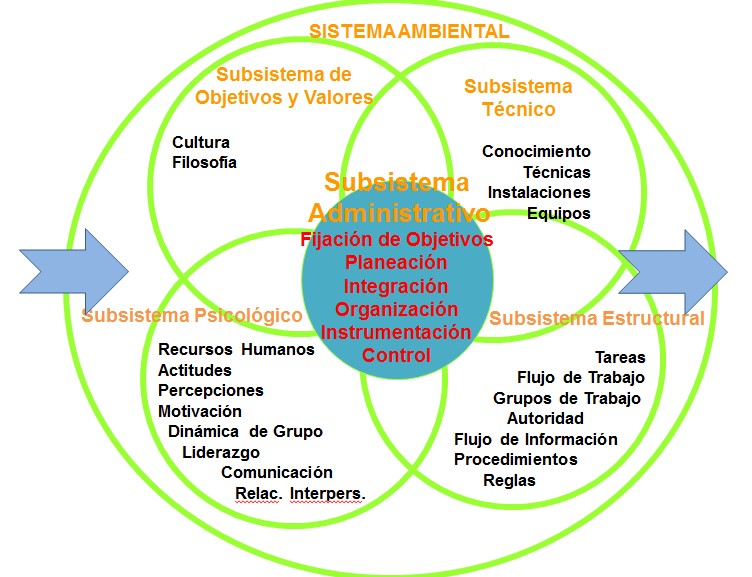 SISTEMA AMBIENTAL
Subsistema de
Objetivos y Valores
Cultura
Filosofía
Subsistema
Técnico
Conocimiento
Técnicas
Instalaciones
Equipos
Subsistema
Administrativo
Fijación de Objetivos
Planeación
Integración
Organización
Instrumentación
Control
Subsistema Psicológico
Recursos Humanos
Actitudes
Percepciones
Motivación
Dinámica de Grupo
Liderazgo
Comunicación
Relac. Interpers.
Subsistema Estructural
Tareas
Flujo de Trabajo
Grupos de Trabajo
Autoridad
Flujo de Información
Procedimientos
Reglas